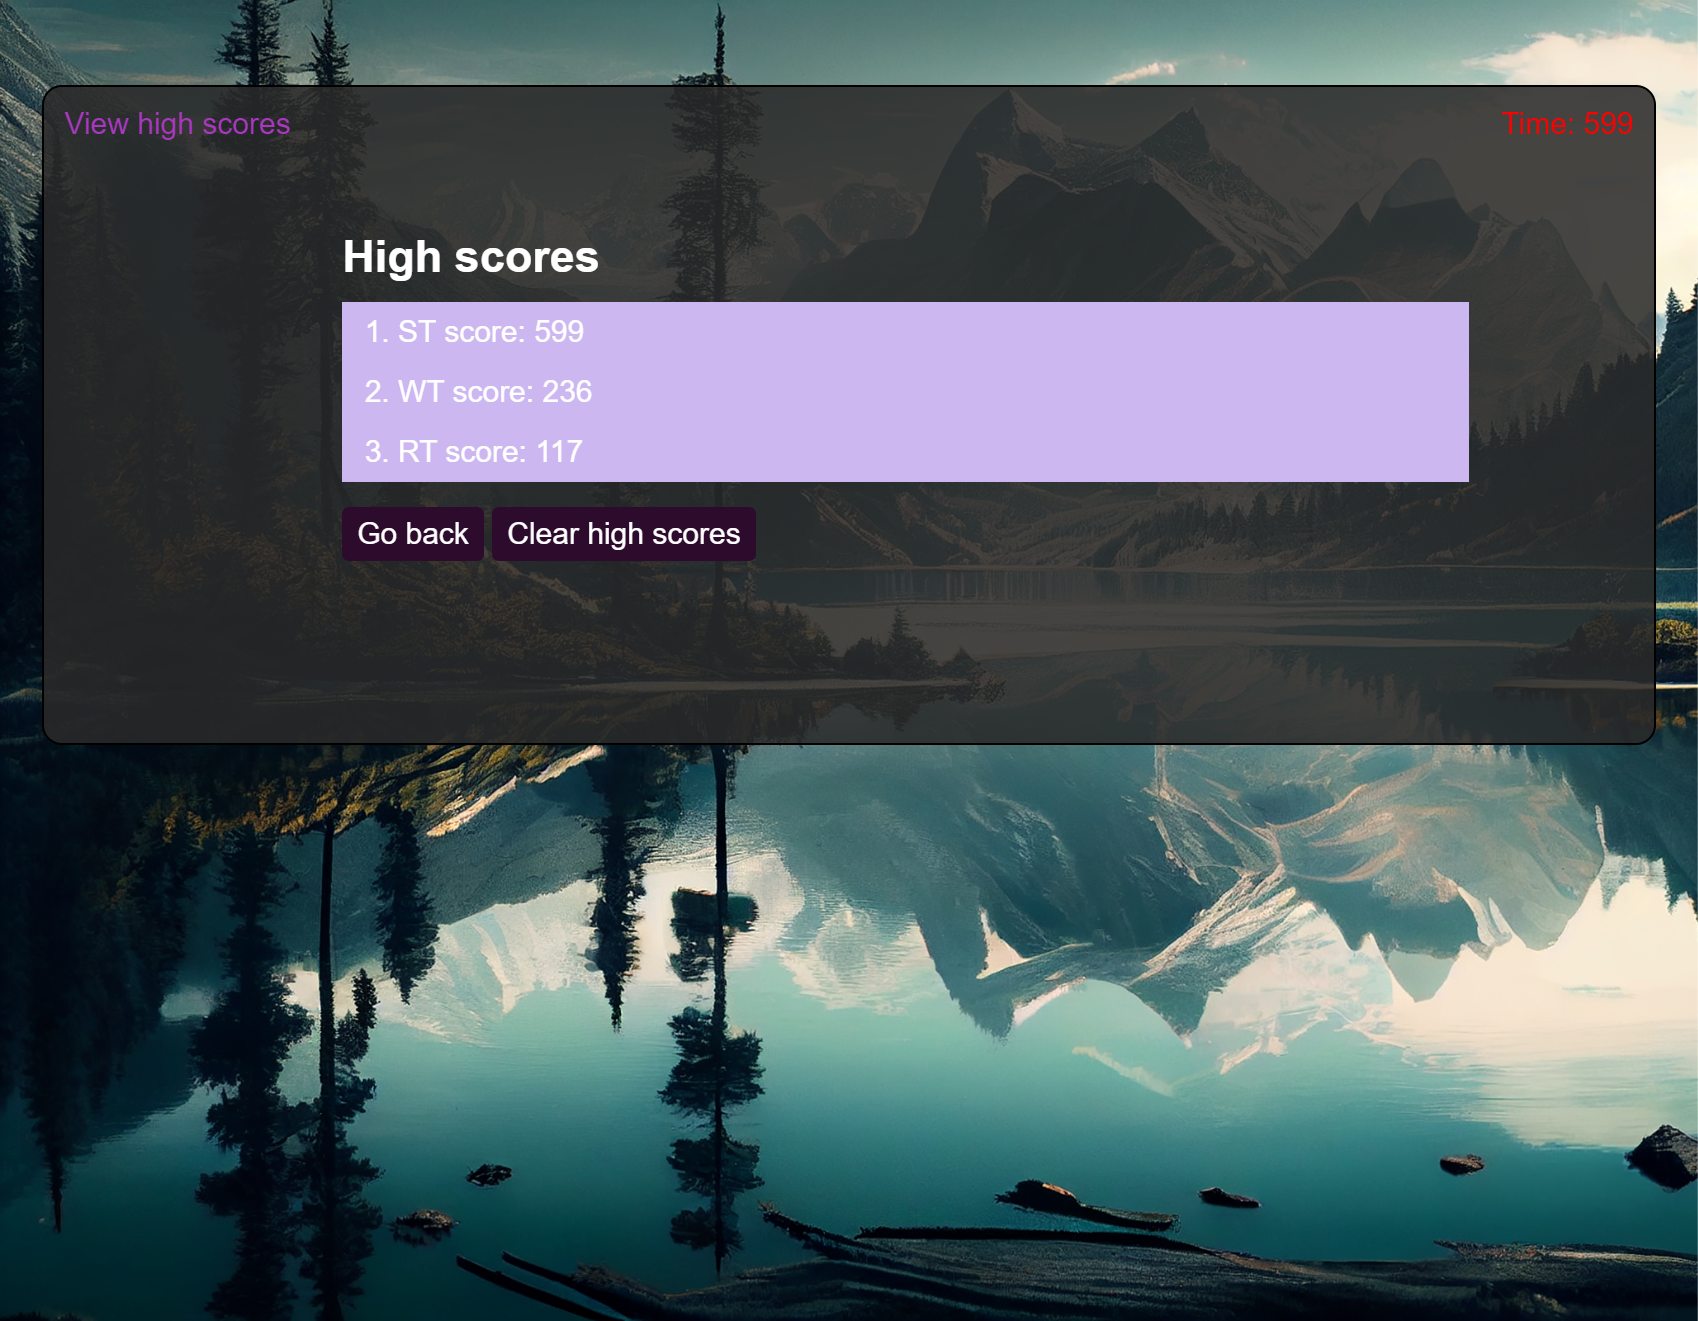 View high scores
Time: 599
High scores
1. ST score: 599
2. WT score: 236
3. RT score: 117
Go back
Clear high scores